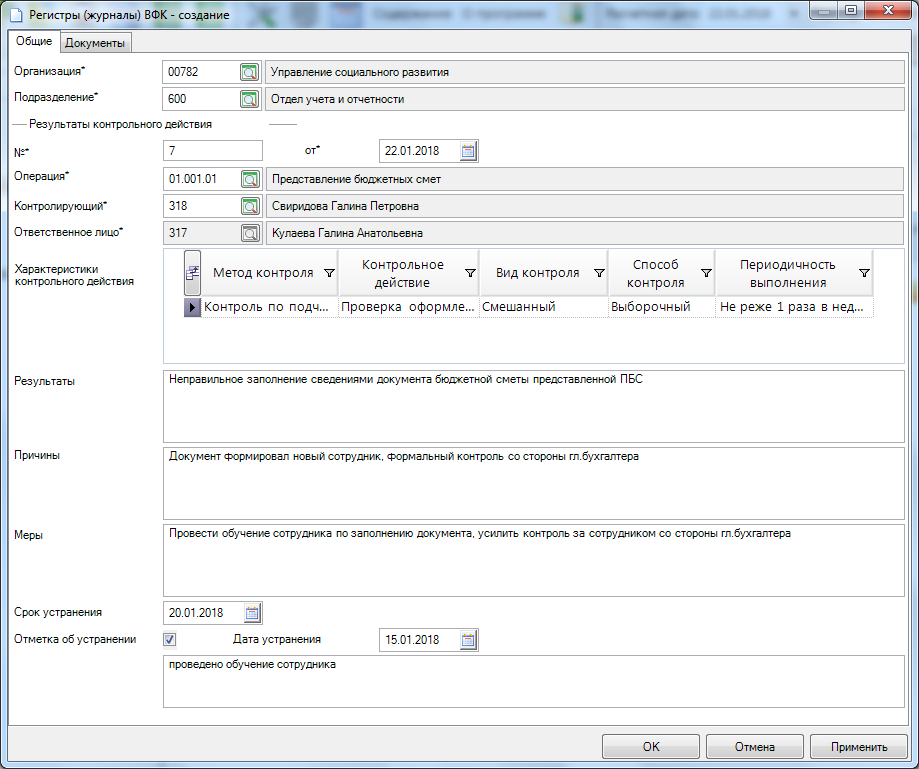 Регистры (журналы) ВФК - создание
Общие Документы
Организация* 00782 Управление социального развития
Подразделение* 600 Отдел учета и отчетности
Результаты контрольного действия
№* 7 от* 22.01.2018
Операция* 01.001.01 Представление бюджетных смет
Контролирующий* 318 Свиридова Галина Петровна
Ответственное лицо* 317 Кулаева Галина Анатольевна
Характеристики
контрольного действия
Метод контроля Контрольное действие Вид контроля Способ контроля Периодичность выполнения
Контроль по подч... Проверка оформле... Смешанный Выборочный Не реже 1 раза в нед...
Результаты Неправильное заполнение сведениями документа бюджетной сметы представленной ПБС
Причины Документ формировал новый сотрудник, формальный контроль со стороны гл.бухгалтера
Меры Провести обучение сотрудника по заполнению документа, усилить контроль за сотрудником со стороны гл.бухгалтера
Срок устранения 20.01.2018
Отметка об устранении Дата устранения 15.01.2018
проведено обучение сотрудника
OK Отмена Применить